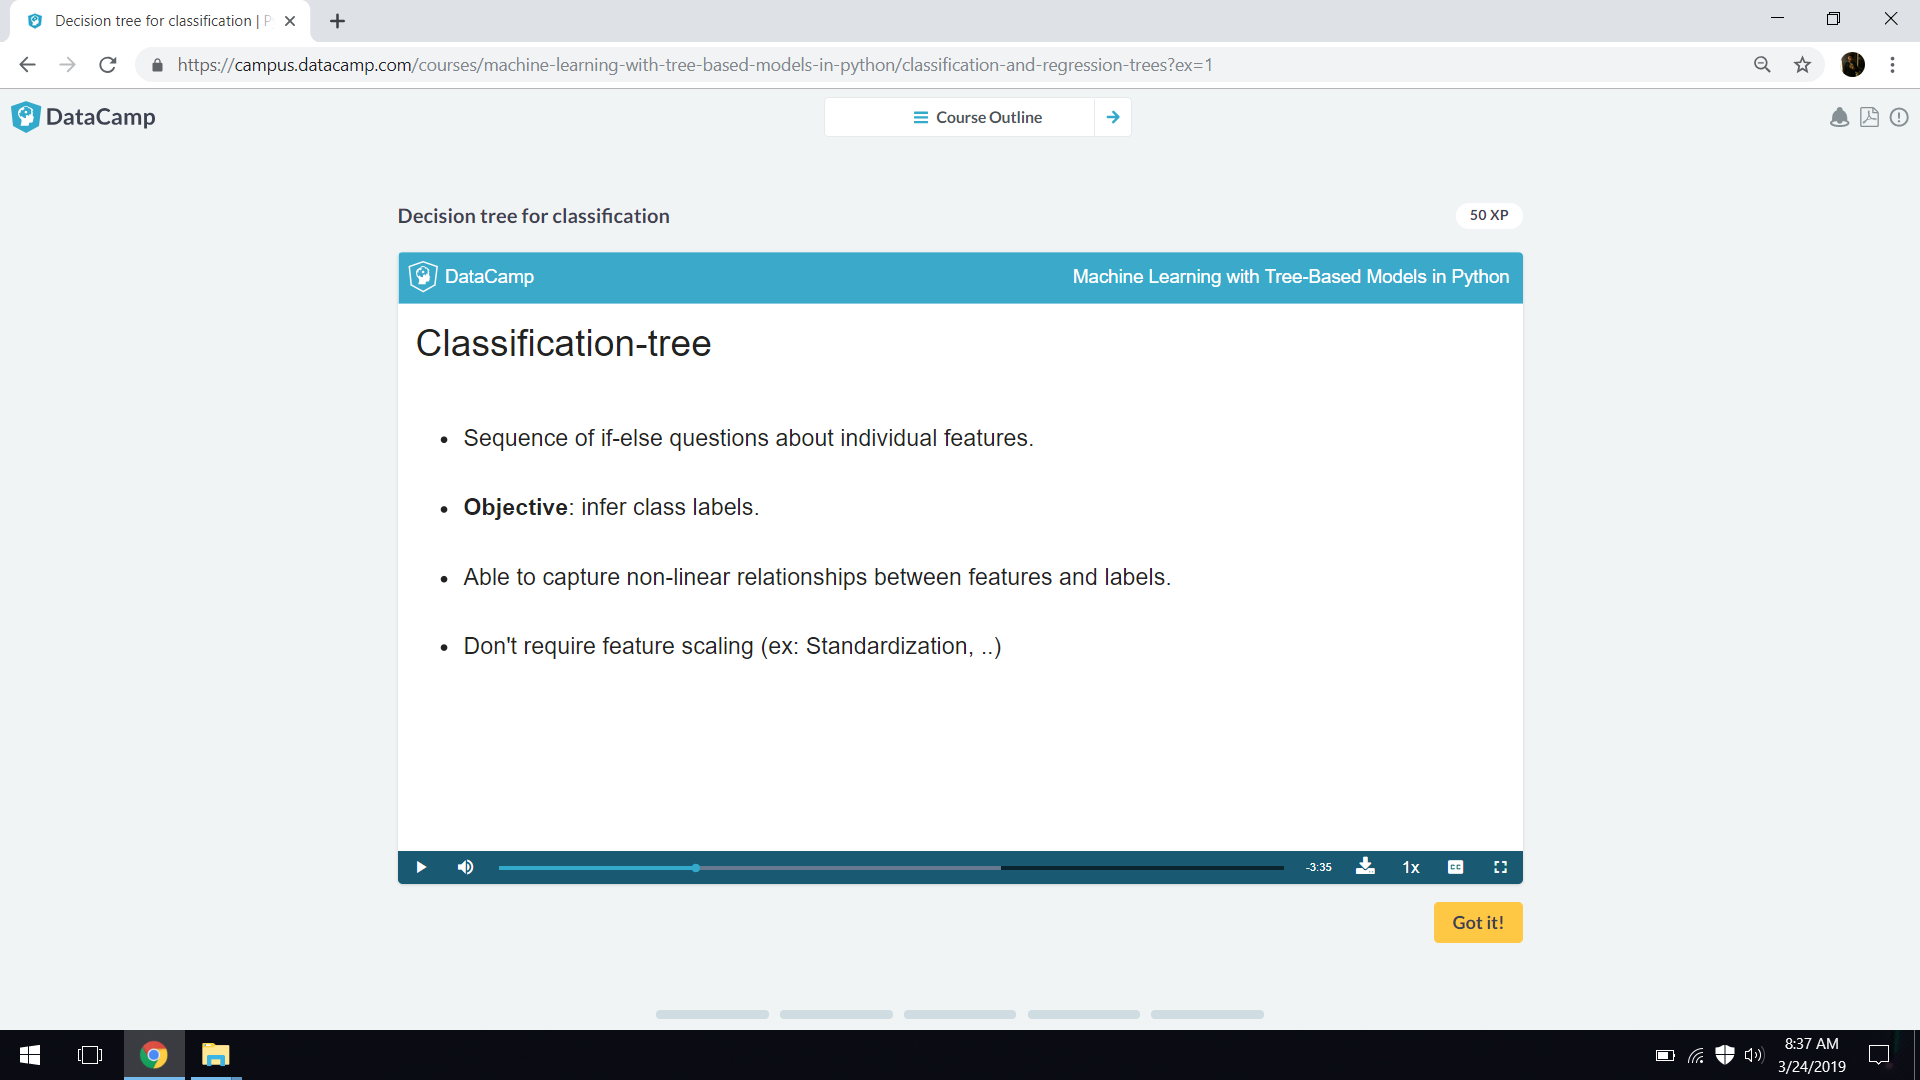 Decision tree for classification | P
https://campus.datacamp.com/courses/machine-learning-with-tree-based-models-in-python/classification-and-regression-trees?ex=1
DataCamp
Course Outline
Decision tree for classification
50 XP
DataCamp
Machine Learning with Tree-Based Models in Python
Classification-tree
• Sequence of if-else questions about individual features.
• Objective: infer class labels.
• Able to capture non-linear relationships between features and labels.
• Don't require feature scaling (ex: Standardization, ..)
-3:35
1x
CC
Got it!
8:37 AM
3/24/2019